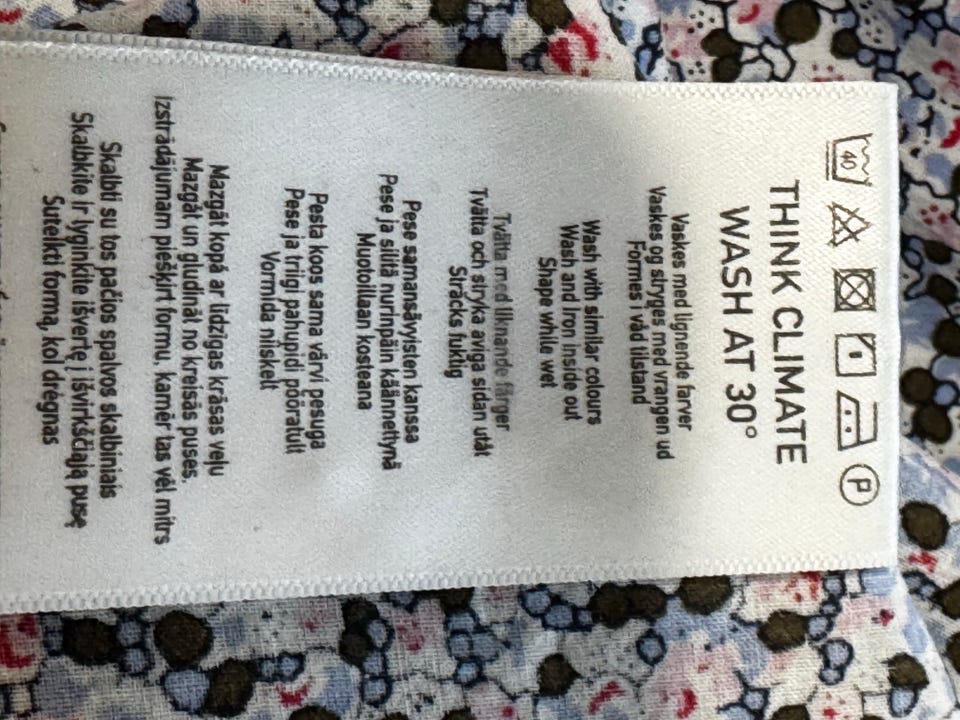 40
P
THINK CLIMATE
WASH AT 30°
Vaskes med lignende farver
Vaskes og stryges med vrangen ud
Formes i våd tilstand
Wash with similar colours
Wash and Iron inside out
Shape while wet
Tvätta med liknande färger
Tvätta och stryka aviga sidan utåt
Sträcks fuktig
Pese samansävyisten kanssa
Pese ja silitä nurinpäin käännettynä
Muotoillaan kosteana
Pesta koos sama värvi pesuga
Pese ja triigi pahupidi pööratult
Vormida niiskelt
Mazgāt kopā ar līdzīgas krāsas veļu
Mazgāt un gludināt no kreisās puses.
Izstrādājumam piešķirt formu, kamēr tas vēl mitrs
Skalbti su tos pačios spalvos skalbiniais
Skalbkite ir lyginkite išvertę į išvirkščiąją pusę
Suteikti formą, kol drėgnas